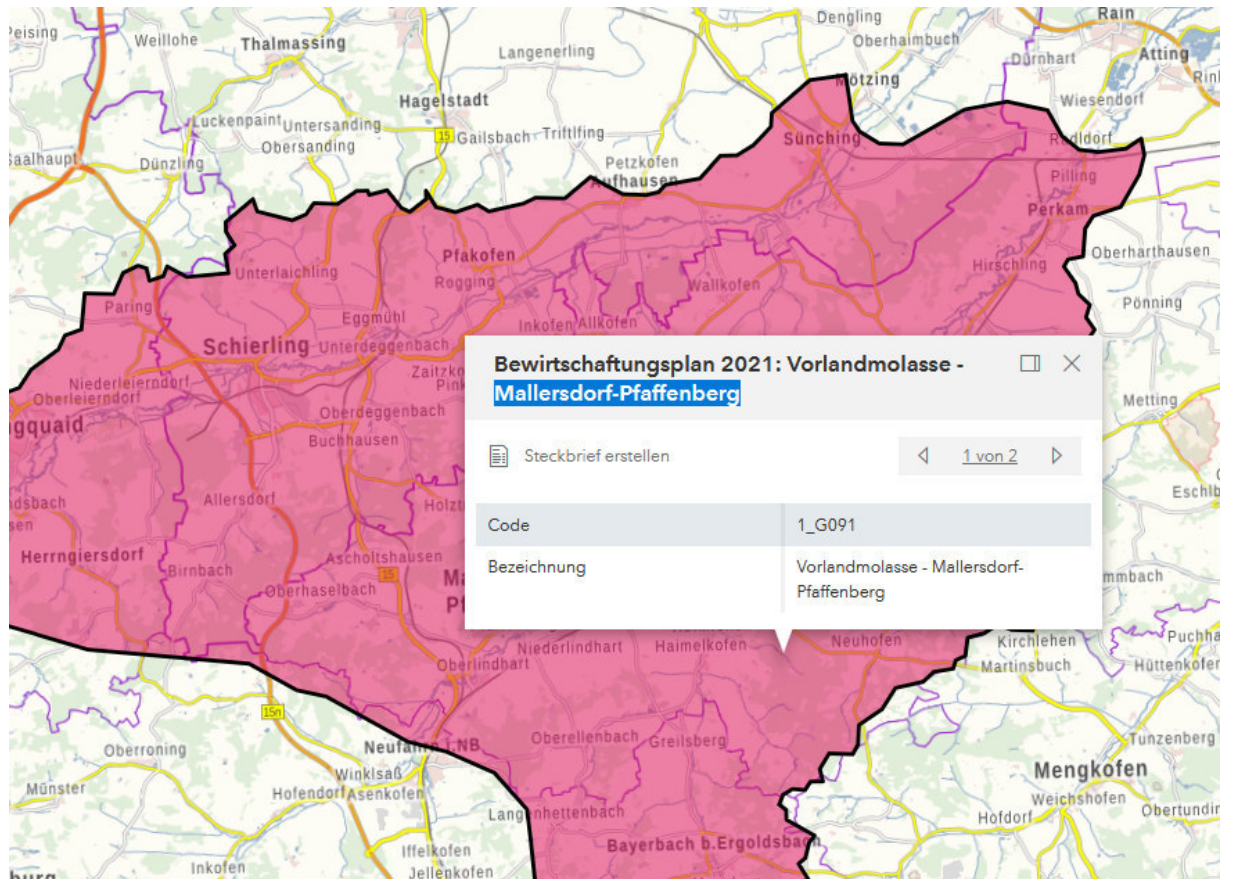 Peising
Weillohe
Thalmassing
Langenerling
Dengling
Oberhaimbuch
Rain
Dürnhart
Atting
Mötzing
Wiesendorf
Hagelstadt
Luckenpaint
Untersanding
15
Gailsbach
Triftlfing
Sünching
Radldorf
Saalhaupt
Dünzling
Obersanding
Petzkofen
Aufhausen
Pilling
Perkam
Pfakofen
Oberharthausen
Unterlaichling
Rogging
Wallkofen
Hirschling
Paring
Eggmühl
Inkofen
Allkofen
Pönning
Schierling
Unterdeggenbach
Bewirtschaftungsplan 2021: Vorlandmolasse -
Mallersdorf-Pfaffenberg
Niederleierndorf
Oberleierndorf
Oberdeggenbach
Metting
Buchhausen
Steckbrief erstellen
1 von 2
Allersdorf
Code
1_G091
Bezeichnung
Vorlandmolasse - Mallersdorf-
Pfaffenberg
Herrngiersdorf
Birnbach
Ascholtshausen
15
Oberhaselbach
Niederlindhart
Haimelkofen
Neuhofen
Kirchlehen
Oberlindhart
Martinsbuch
Hüttenkofen
15n
Oberroning
Neufahrn i.NB
Oberellenbach
Greilsberg
Tunzenberg
Münster
Winklsaß
Hofendorf
Asenkofen
Mengkofen
Weichshofen
Langenhettenbach
Hofdorf
Iffelkofen
Bayerbach b.Ergoldsbach
Inkofen
Jellenkofen